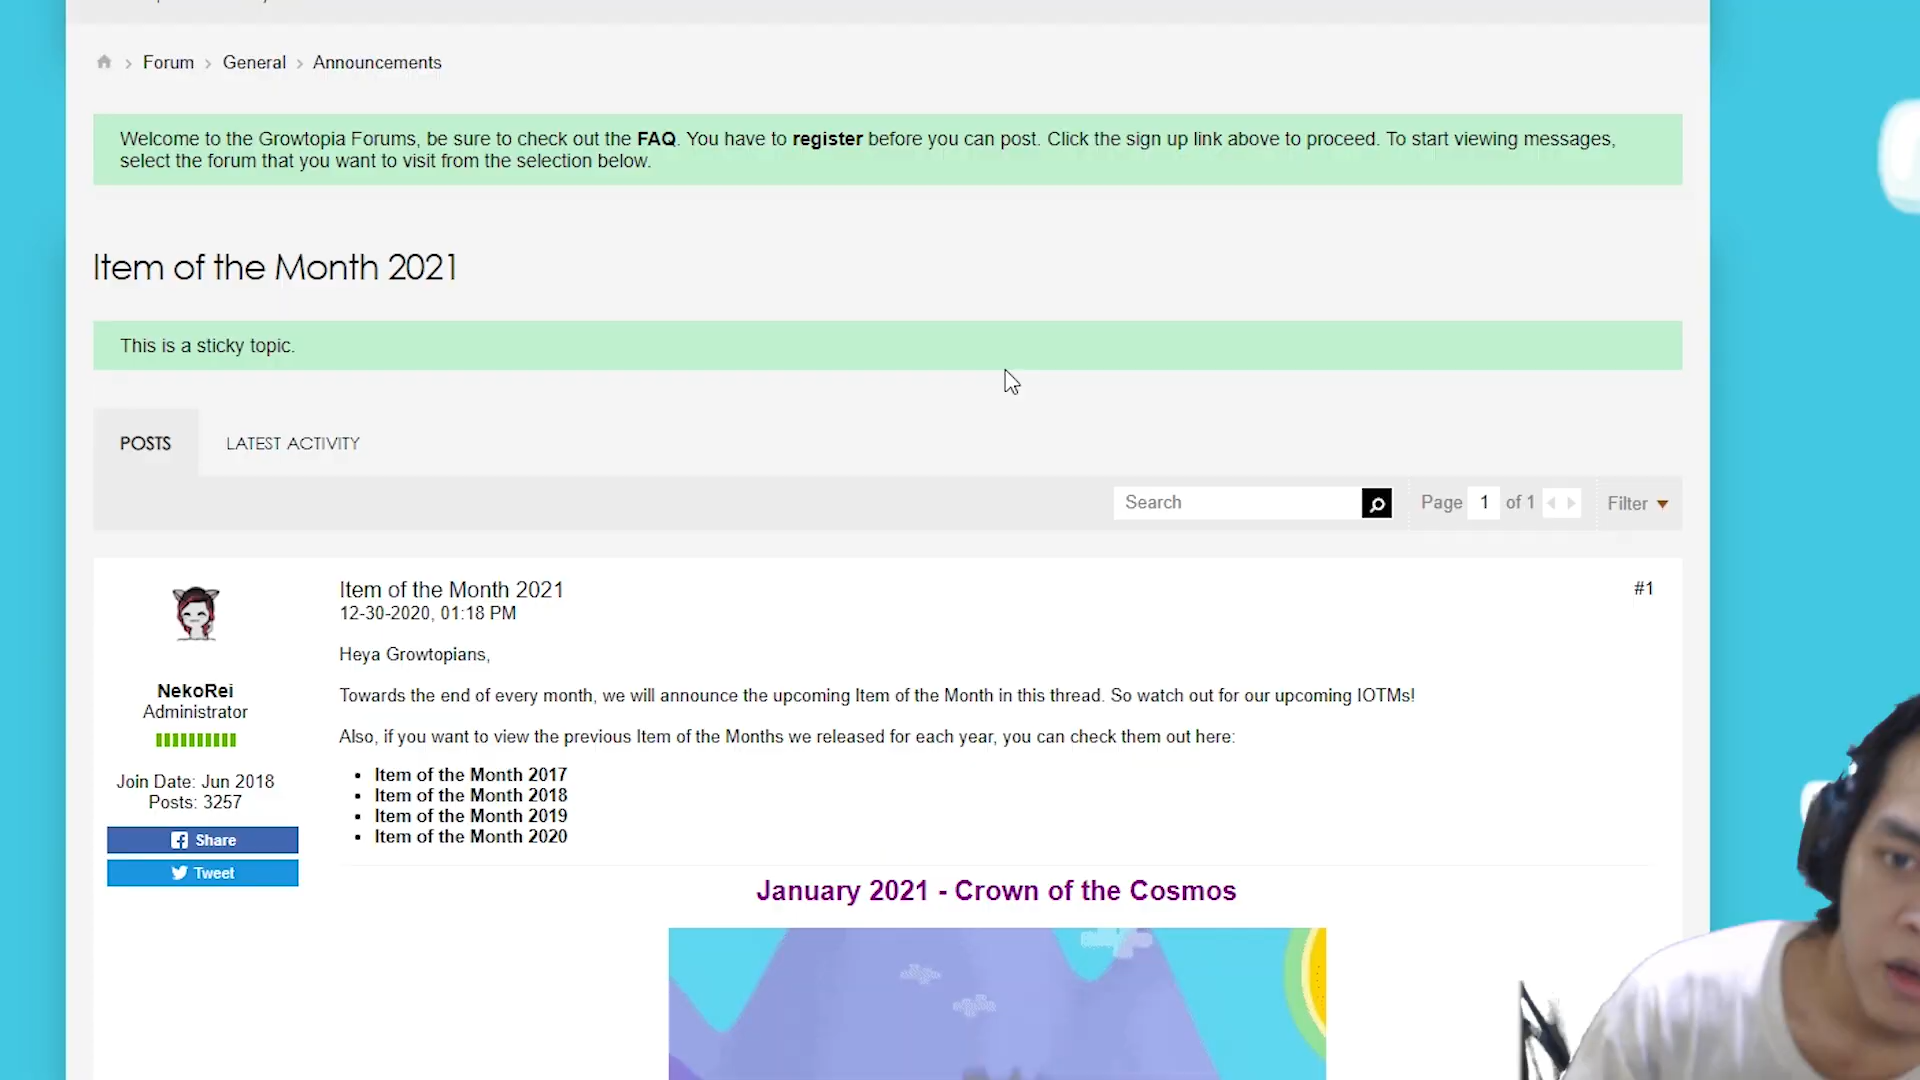 Forum > General > Announcements
Welcome to the Growtopia Forums, be sure to check out the FAQ. You have to register before you can post. Click the sign up link above to proceed. To start viewing messages,
select the forum that you want to visit from the selection below.
Item of the Month 2021
This is a sticky topic.
POSTS LATEST ACTIVITY
Search Page 1 of 1 Filter
Item of the Month 2021 #1
12-30-2020, 01:18 PM
Heya Growtopians,
NekoRei
Administrator
Towards the end of every month, we will announce the upcoming Item of the Month in this thread. So watch out for our upcoming IOTMs!
Also, if you want to view the previous Item of the Months we released for each year, you can check them out here:
Join Date: Jun 2018
Posts: 3257
• Item of the Month 2017
• Item of the Month 2018
• Item of the Month 2019
• Item of the Month 2020
Share
Tweet
January 2021 - Crown of the Cosmos